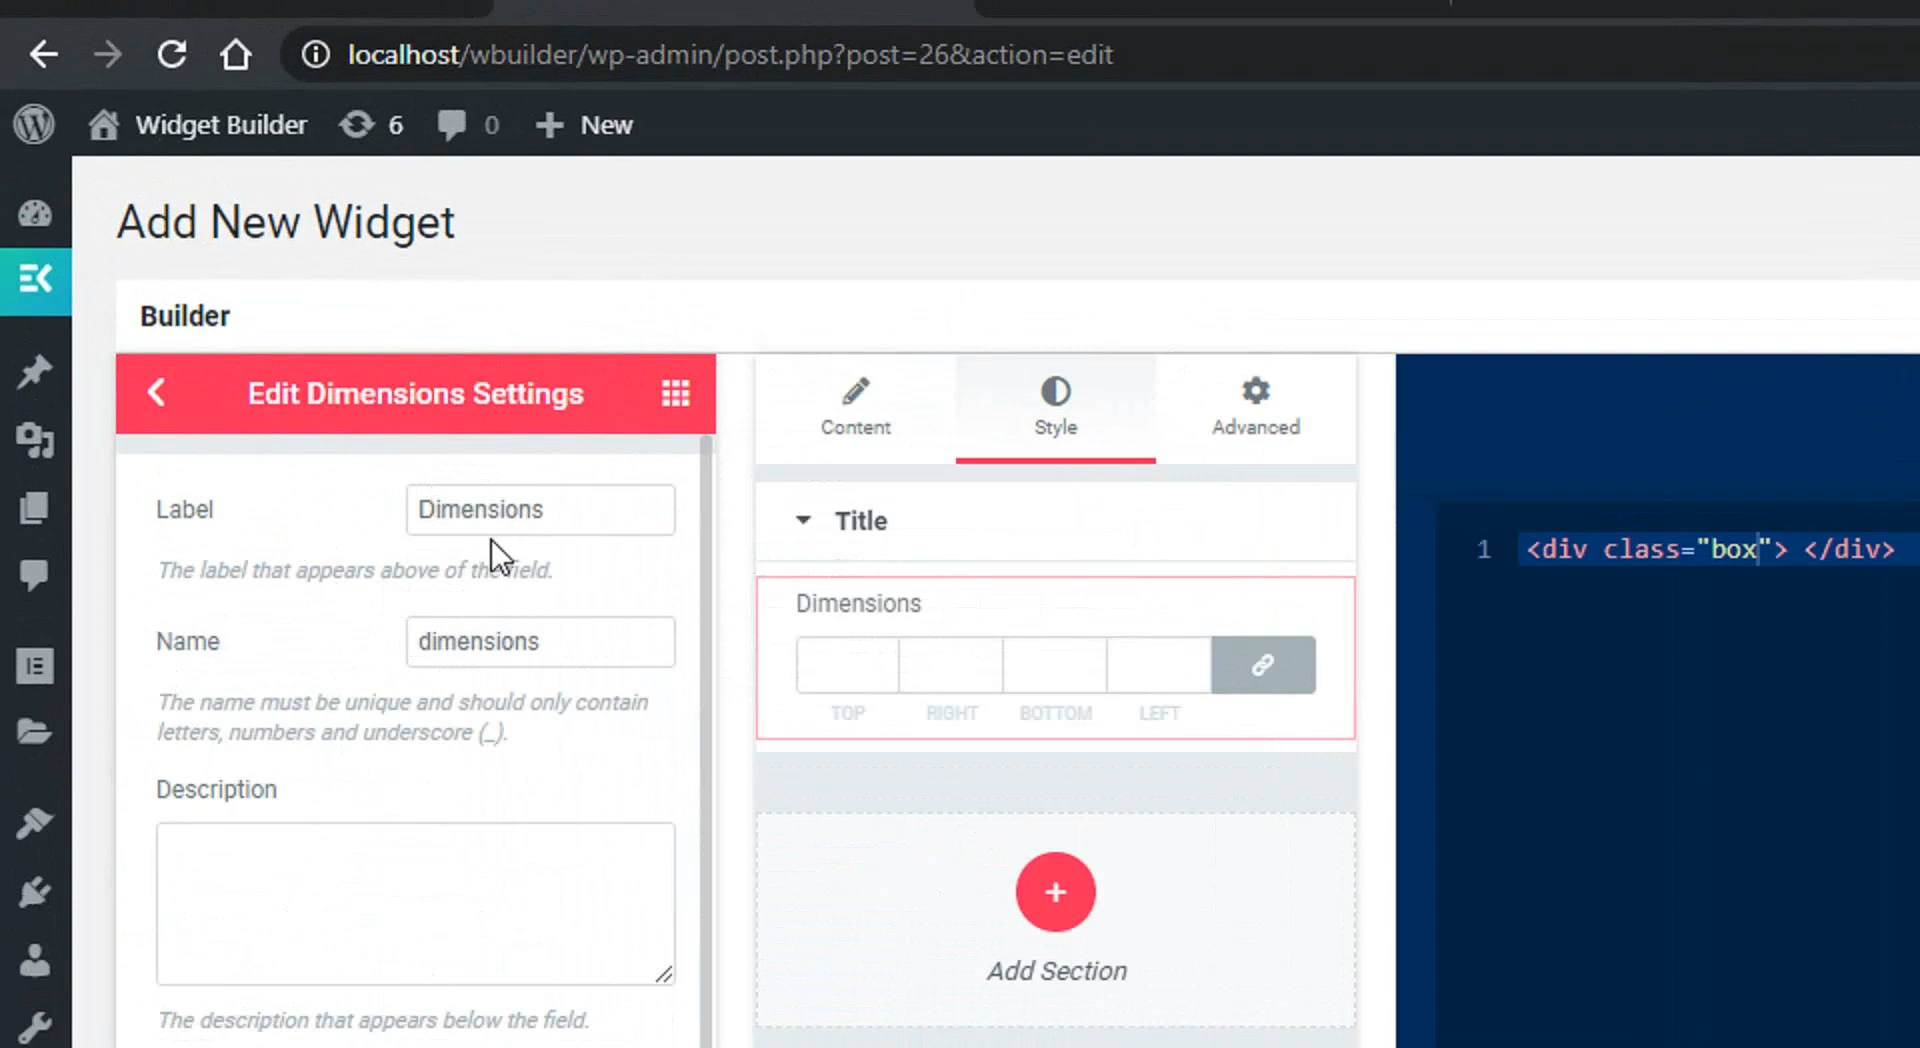 localhost/wbuilder/wp-admin/post.php?post=26&action=edit
Widget Builder 6 0 New
Add New Widget
Builder
Edit Dimensions Settings
Label Dimensions
The label that appears above of the field.
Name dimensions
The name must be unique and should only contain
letters, numbers and underscore (_).
Description
The description that appears below the field.
Content Style Advanced
Title
Dimensions
TOP RIGHT BOTTOM LEFT
Add Section
1 <div class="box"> </div>